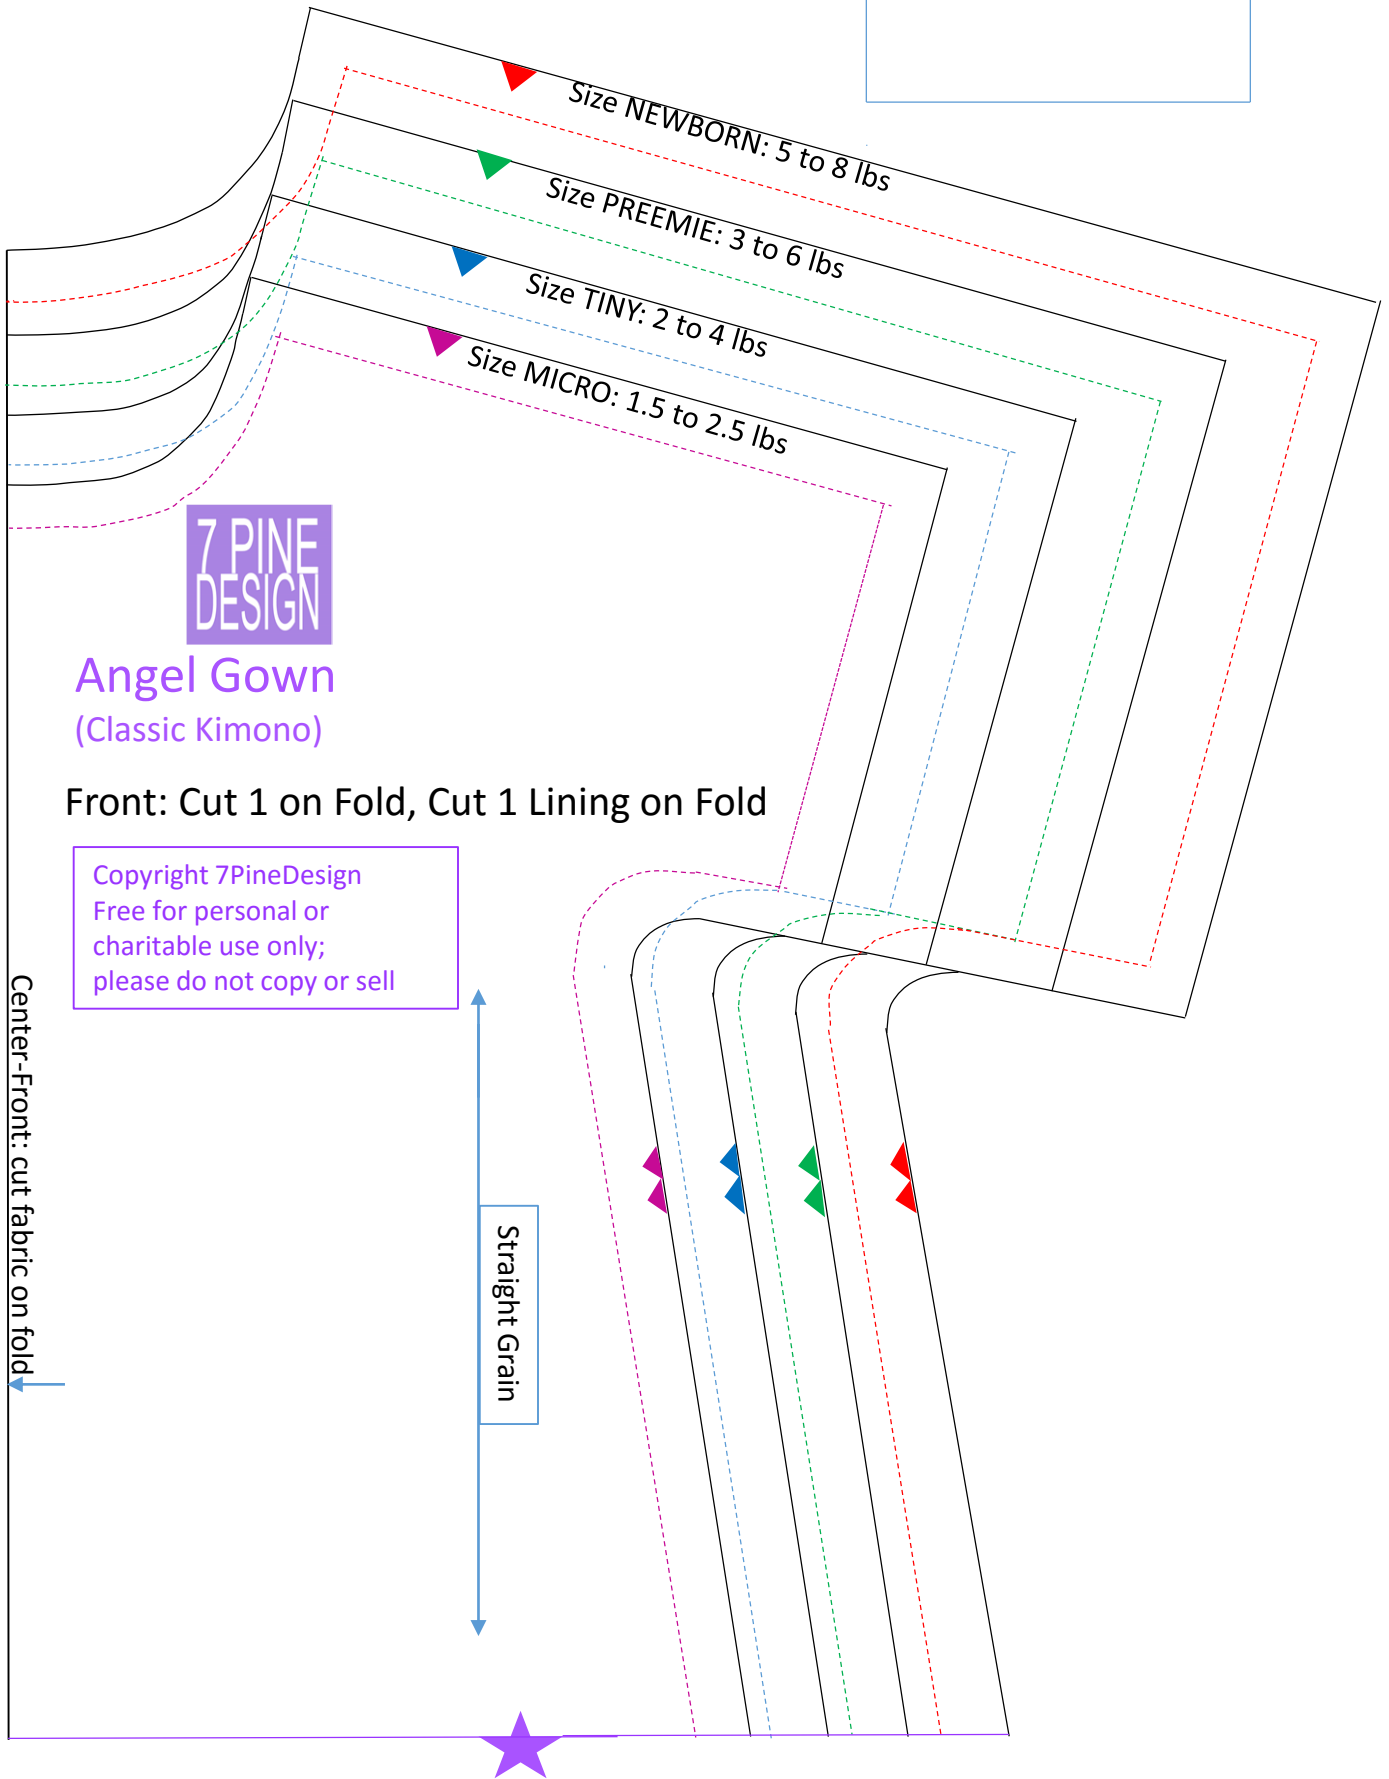 Size NEWBORN: 5 to 8 lbs
Size PREEMIE: 3 to 6 lbs
Size TINY: 2 to 4 lbs
Size MICRO: 1.5 to 2.5 lbs
7 PINE
DESIGN
Angel Gown
(Classic Kimono)
Front: Cut 1 on Fold, Cut 1 Lining on Fold
Copyright 7PineDesign
Free for personal or
charitable use only;
please do not copy or sell
Center-Front: cut fabric on fold
Straight Grain